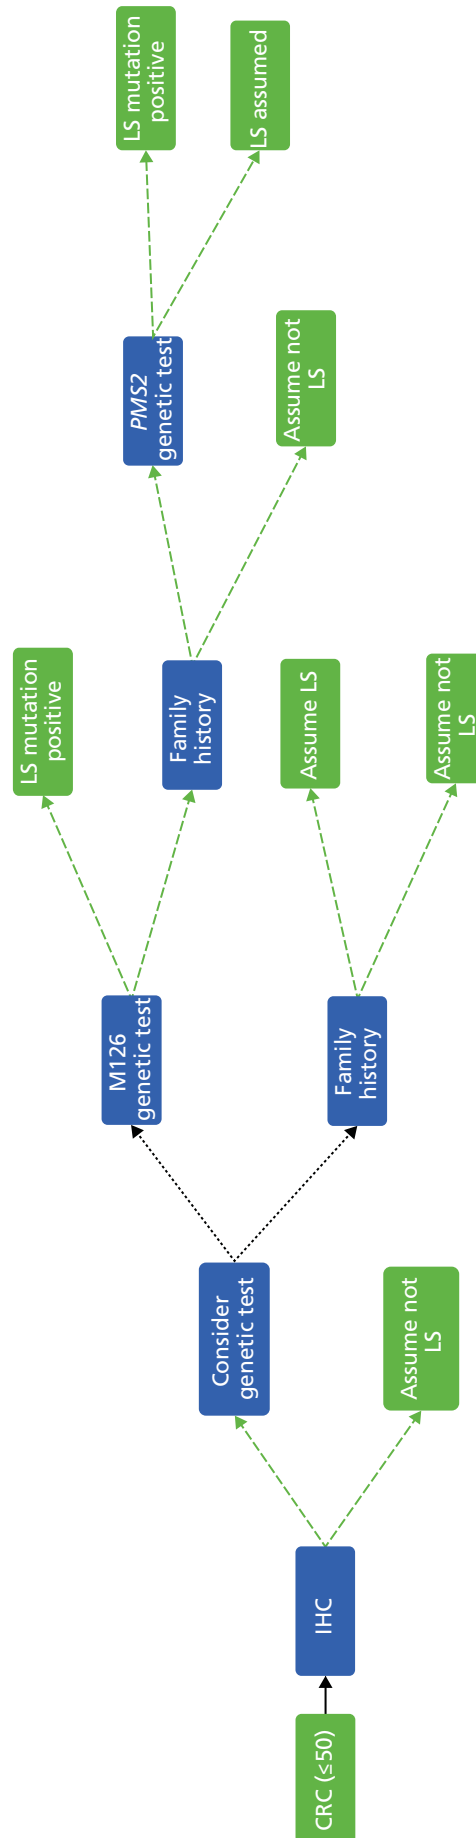 CRC (≤50)
IHC
Consider
genetic test
Assume not
LS
M126
genetic test
Family
history
LS mutation
positive
Family
history
Assume LS
Assume not
LS
PMS2
genetic test
Assume not
LS
LS mutation
positive
LS assumed